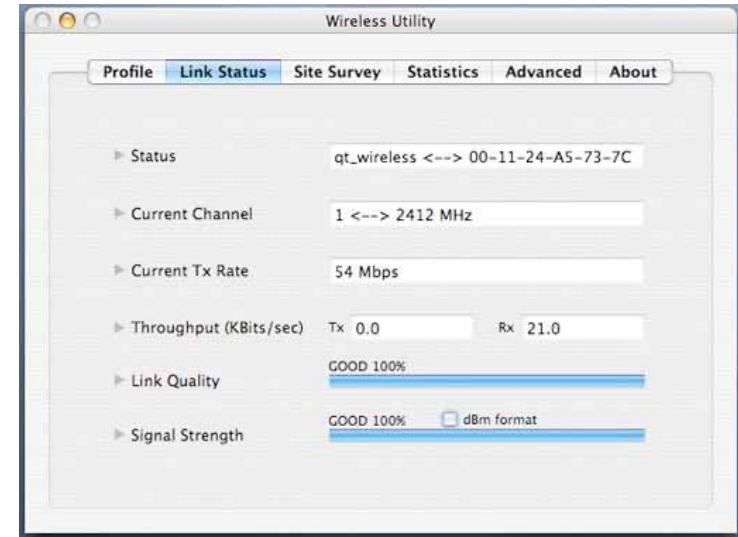 Wireless Utility
Profile Link Status Site Survey Statistics Advanced About
Status qt_wireless <--> 00-11-24-A5-73-7C
Current Channel 1 <--> 2412 MHz
Current Tx Rate 54 Mbps
Throughput (KBits/sec) Tx 0.0 Rx 21.0
GOOD 100%
Link Quality
GOOD 100% dBm format
Signal Strength